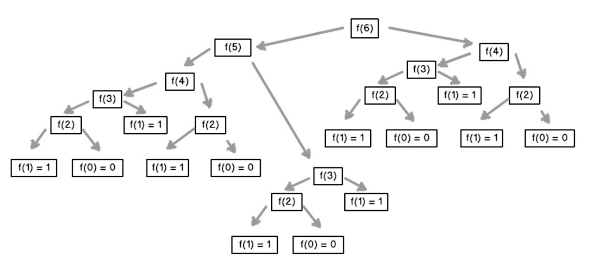 f(6)
f(5)
f(4)
f(4)
f(3)
f(3)
f(2)
f(1) = 1
f(2)
f(2)
f(1) = 1
f(2)
f(1) = 1
f(0) = 0
f(1) = 1
f(0) = 0
f(1) = 1
f(0) = 0
f(1) = 1
f(0) = 0
f(3)
f(2)
f(1) = 1
f(1) = 1
f(0) = 0